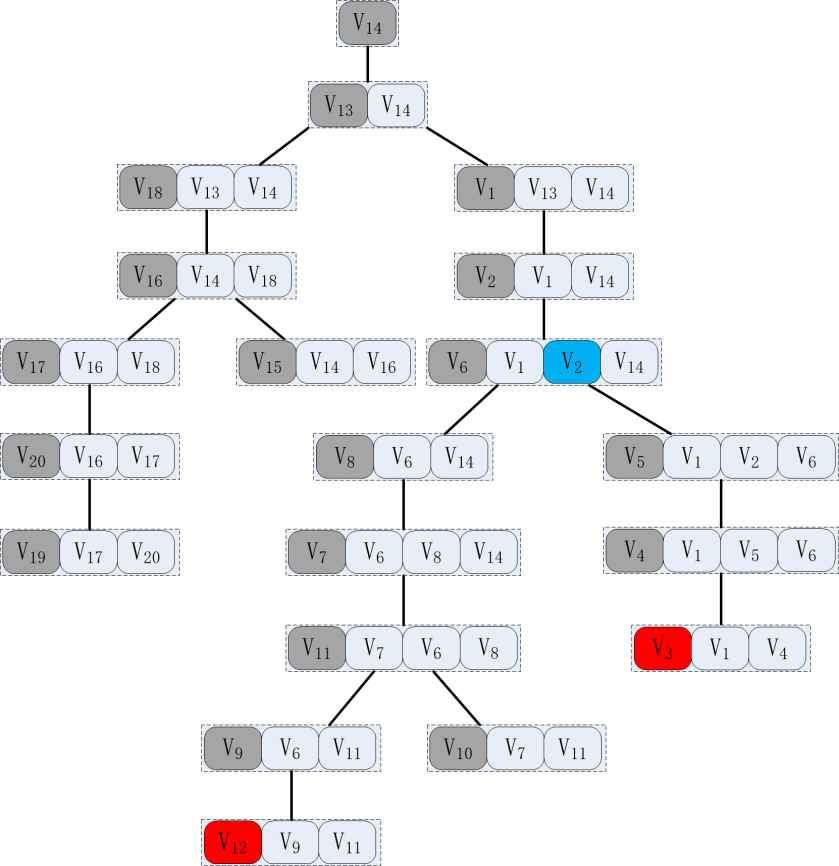 V14
V13 V14
V18 V13 V14
V1 V13 V14
V16 V14 V18
V2 V1 V14
V17 V16 V18
V15 V14 V16
V6 V1 V2 V14
V20 V16 V17
V8 V6 V14
V5 V1 V2 V6
V19 V17 V20
V7 V6 V8 V14
V4 V1 V5 V6
V11 V7 V6 V8
V3 V1 V4
V9 V6 V11
V10 V7 V11
V12 V9 V11